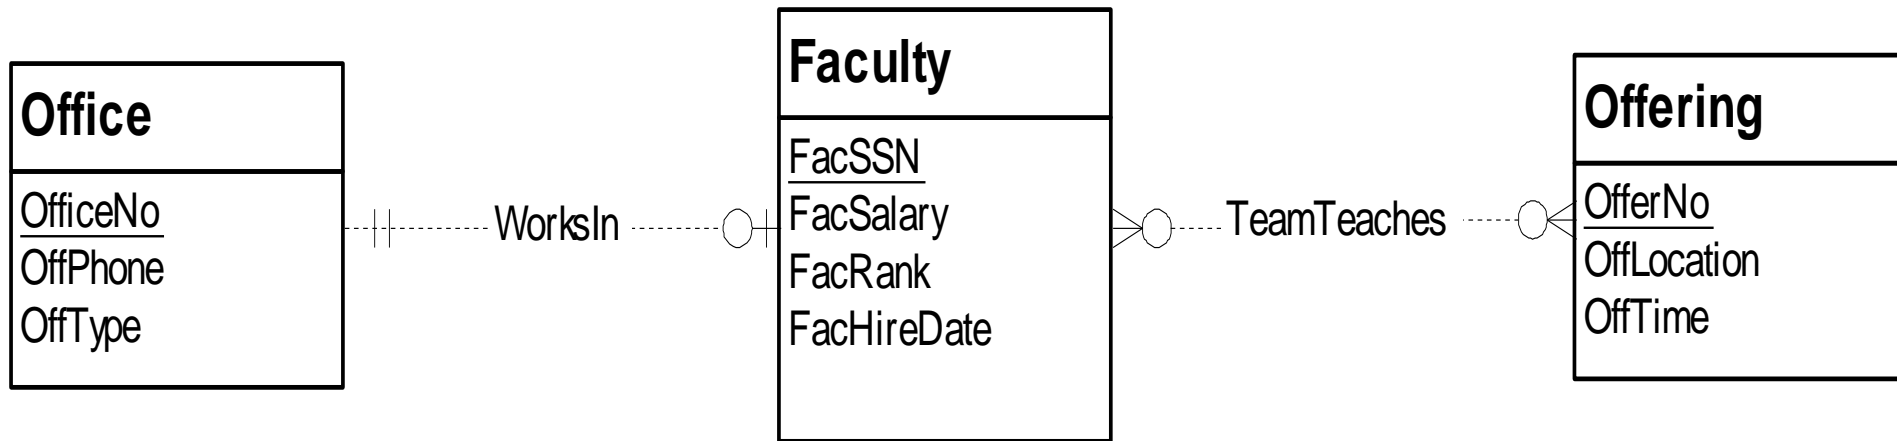 Office
OfficeNo
OffPhone
OffType
WorksIn
Faculty
FacSSN
FacSalary
FacRank
FacHireDate
TeamTeaches
Offering
OfferNo
OffLocation
OffTime